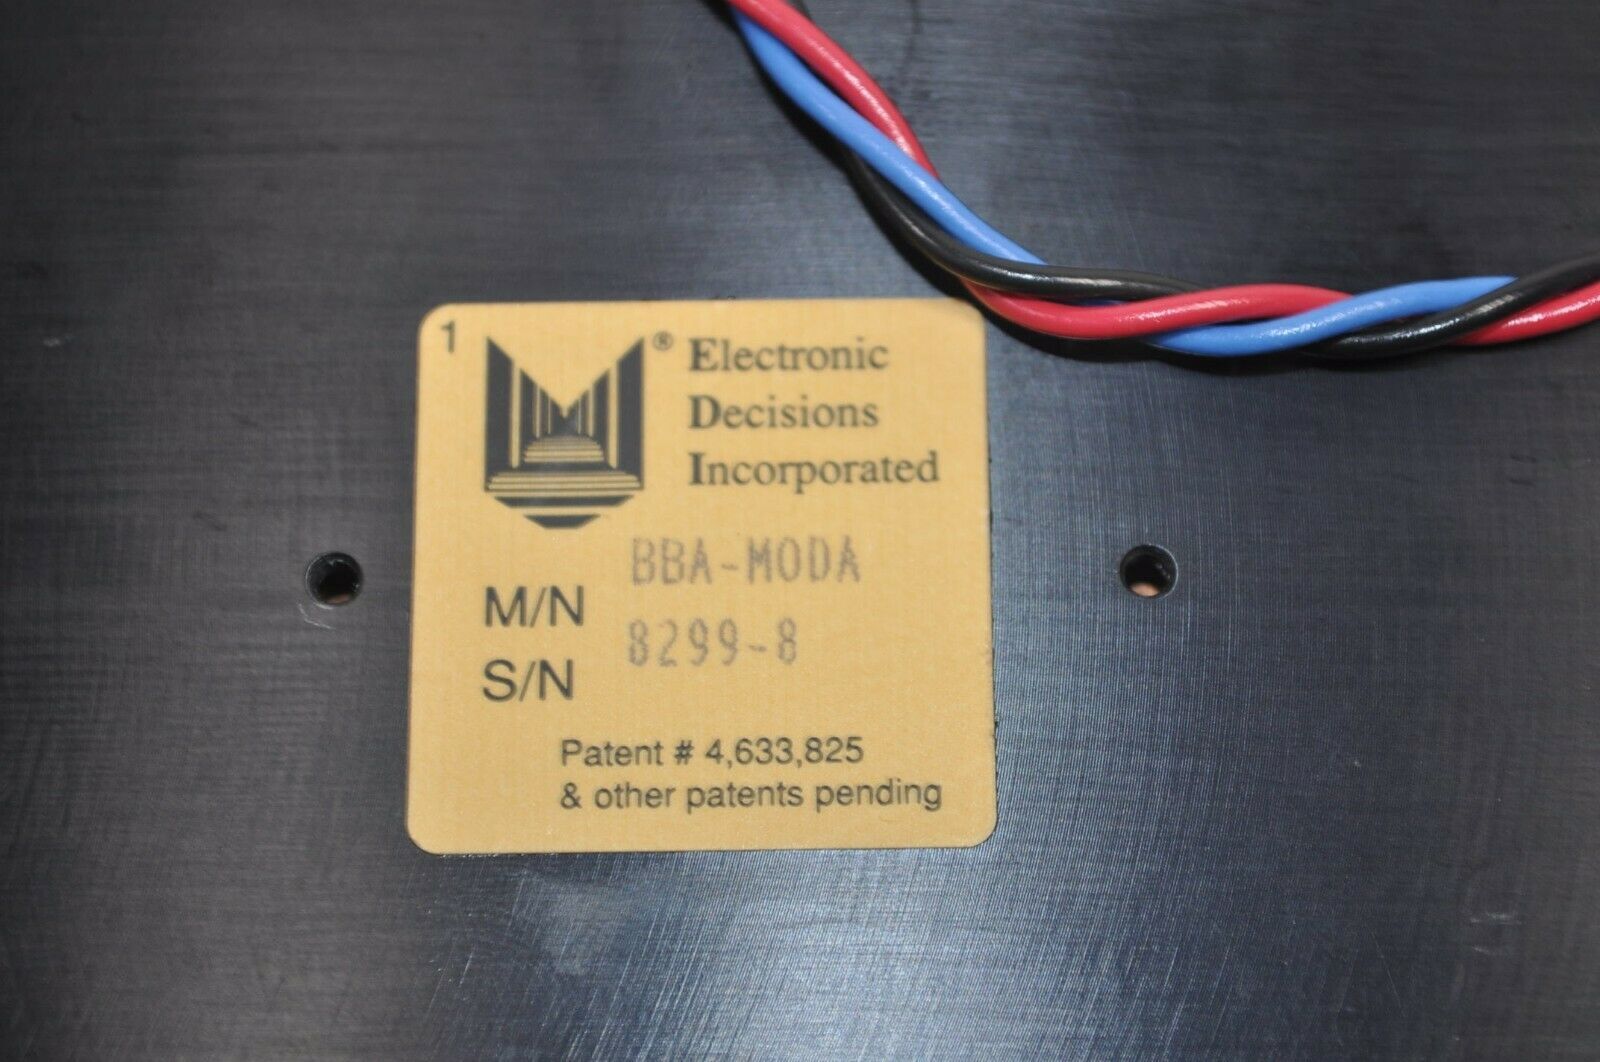 1
®
Electronic
Decisions
Incorporated
M/N BBA-MODA
S/N 8299-8
Patent # 4,633,825
& other patents pending